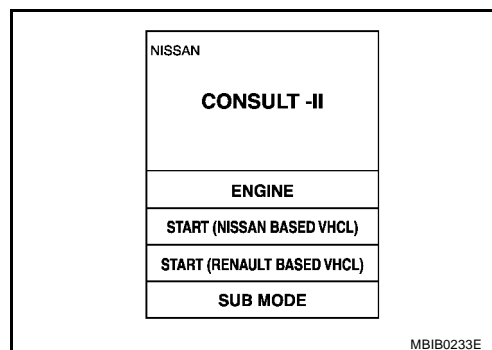 NISSAN
CONSULT -II
ENGINE
START (NISSAN BASED VHCL)
START (RENAULT BASED VHCL)
SUB MODE
MBIB0233E